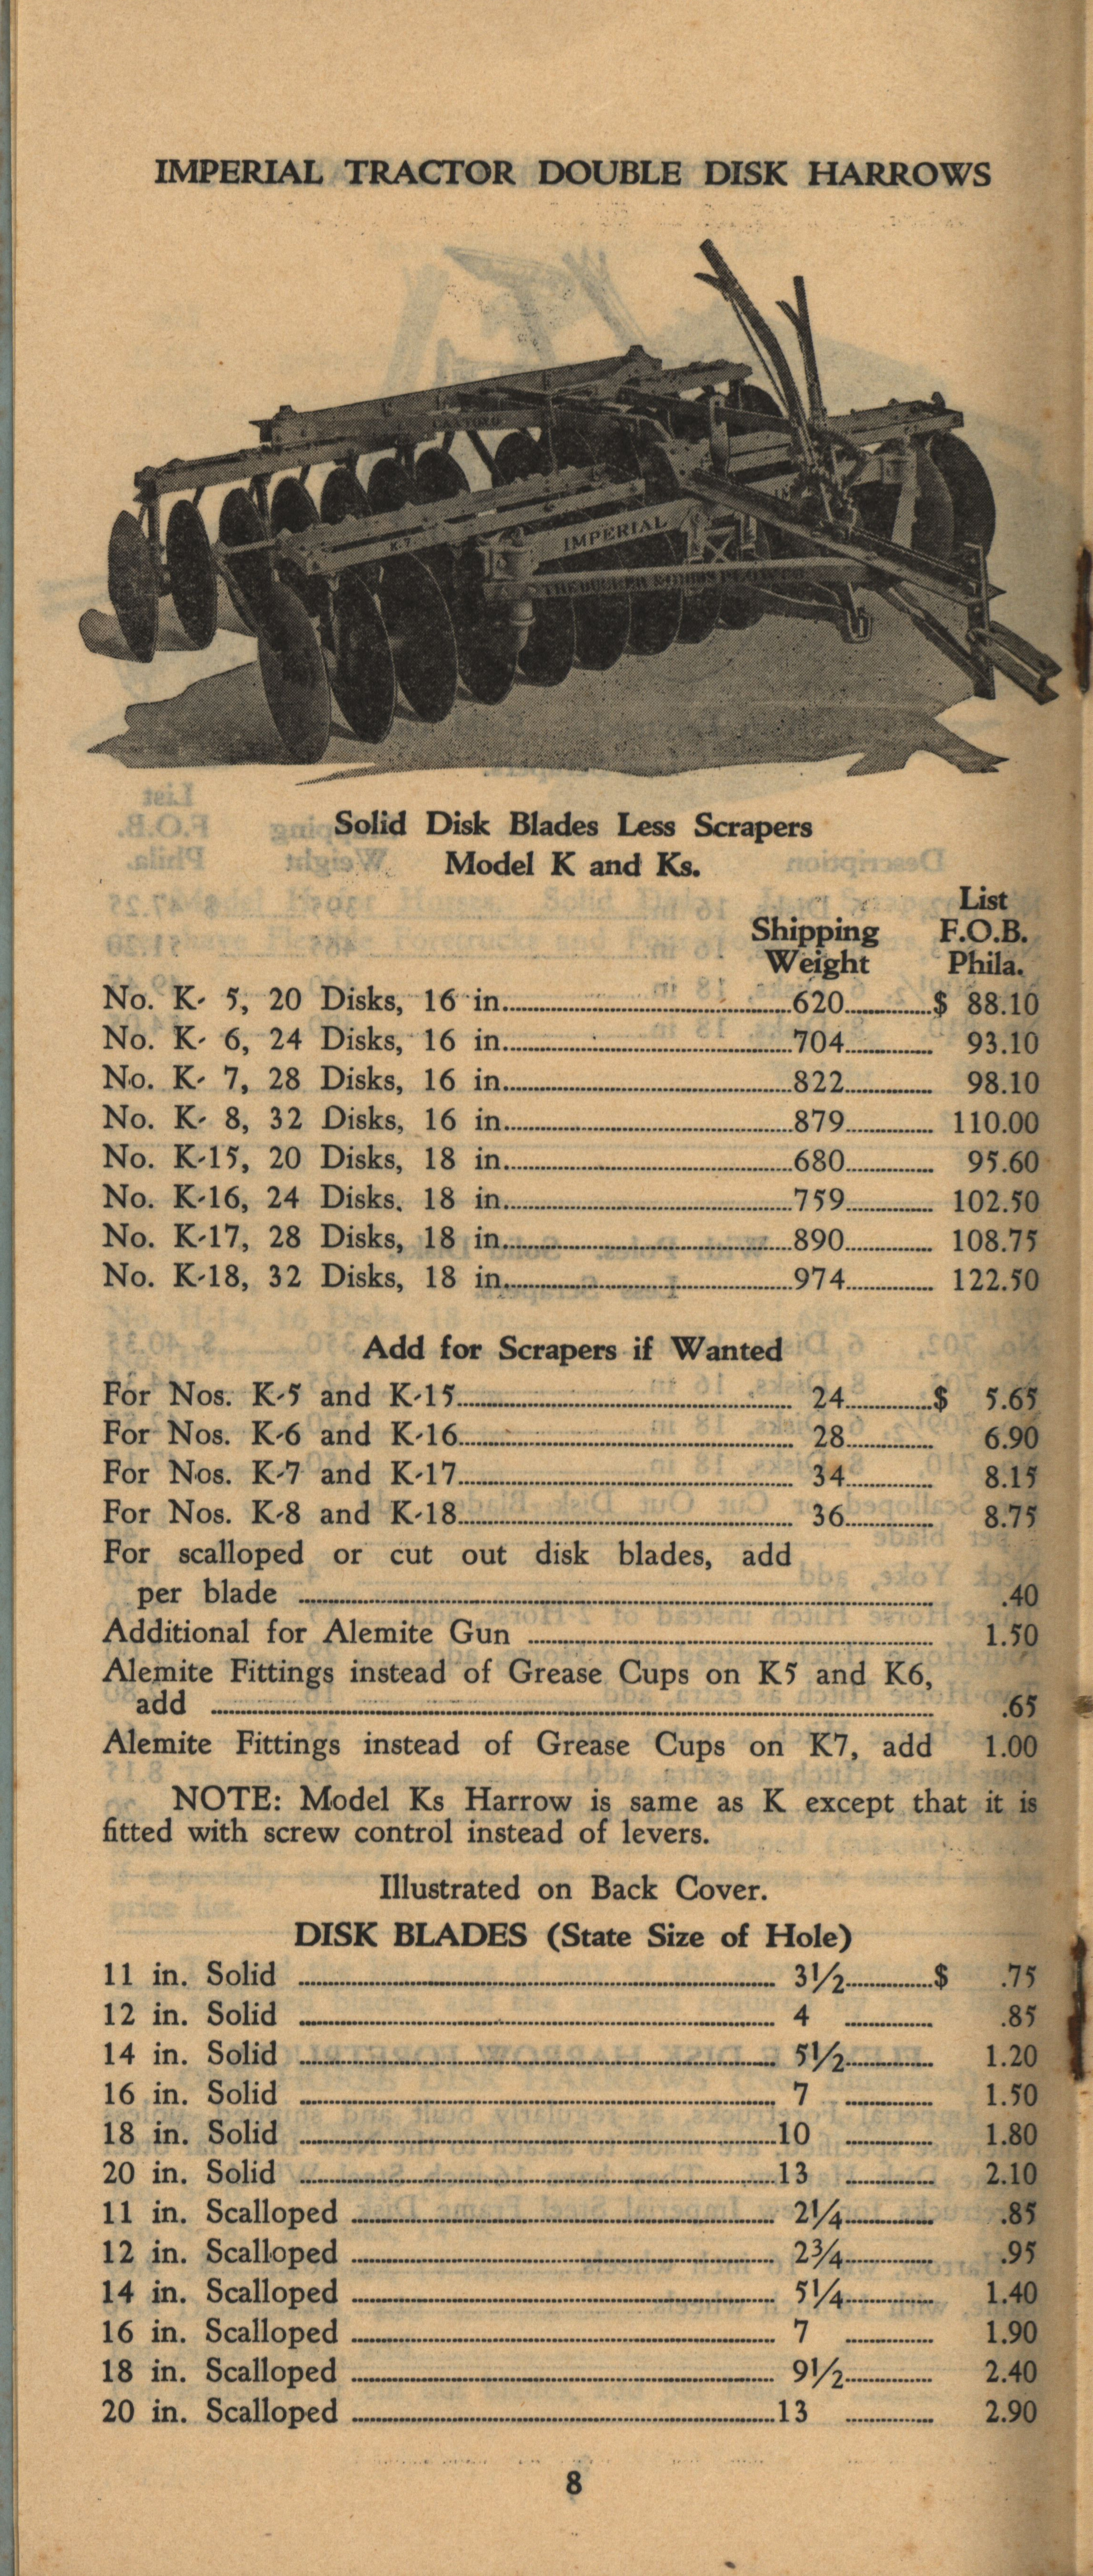 IMPERIAL TRACTOR DOUBLE DISK HARROWS
K-7
IMPERIAL
Solid Disk Blades Less Scrapers
Model K and Ks.
List
Shipping F.O.B.
Weight Phila.
No. K- 5, 20 Disks, 16 in. 620 $ 88.10
No. K- 6, 24 Disks, 16 in. 704 93.10
No. K- 7, 28 Disks, 16 in. 822 98.10
No. K- 8, 32 Disks, 16 in. 879 110.00
No. K-15, 20 Disks, 18 in. 680 95.60
No. K-16, 24 Disks, 18 in. 759 102.50
No. K-17, 28 Disks, 18 in. 890 108.75
No. K-18, 32 Disks, 18 in. 974 122.50
Add for Scrapers if Wanted
For Nos. K-5 and K-15 24 $ 5.65
For Nos. K-6 and K-16 28 6.90
For Nos. K-7 and K-17 34 8.15
For Nos. K-8 and K-18 36 8.75
For scalloped or cut out disk blades, add
per blade .40
Additional for Alemite Gun 1.50
Alemite Fittings instead of Grease Cups on K5 and K6,
add .65
Alemite Fittings instead of Grease Cups on K7, add 1.00
NOTE: Model Ks Harrow is same as K except that it is
fitted with screw control instead of levers.
Illustrated on Back Cover.
DISK BLADES (State Size of Hole)
11 in. Solid 3½ $ .75
12 in. Solid 4 .85
14 in. Solid 5½ 1.20
16 in. Solid 7 1.50
18 in. Solid 10 1.80
20 in. Solid 13 2.10
11 in. Scalloped 2¼ .85
12 in. Scalloped 2¾ .95
14 in. Scalloped 5¼ 1.40
16 in. Scalloped 7 1.90
18 in. Scalloped 9½ 2.40
20 in. Scalloped 13 2.90
8